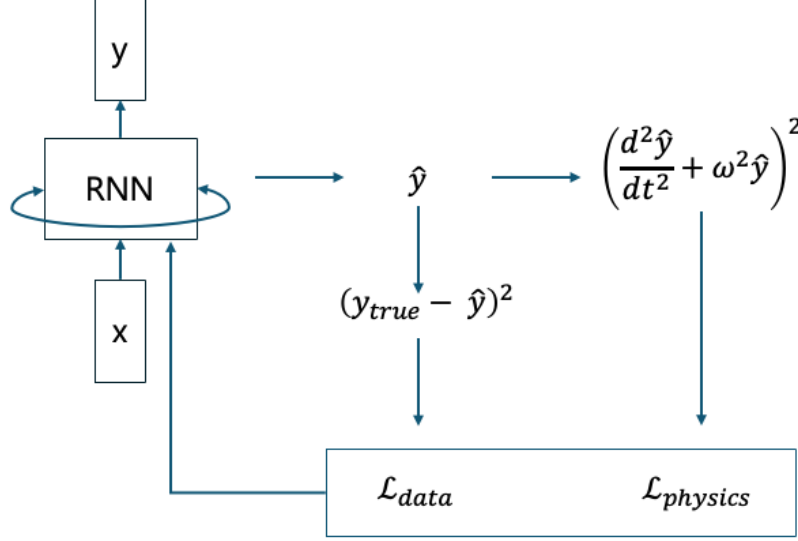 y
RNN
x
ŷ
(d²ŷ/dt² + ω²ŷ)²
(y_true − ŷ)²
ℒ_data
ℒ_physics